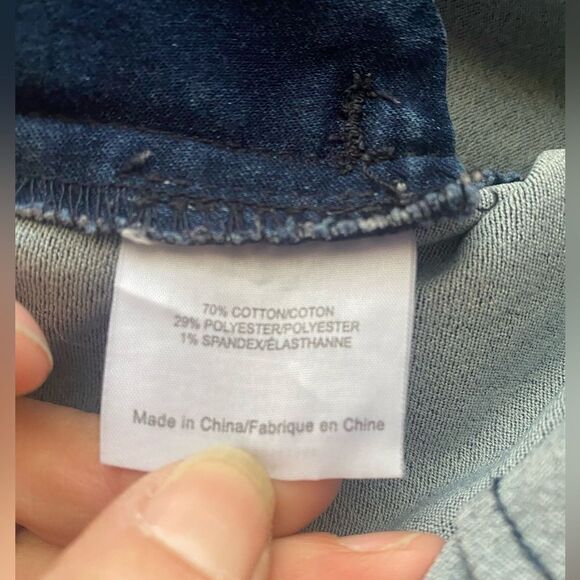 70% COTTON/COTON
29% POLYESTER/POLYESTER
1% SPANDEX/ÉLASTHANNE
Made in China/Fabrique en Chine